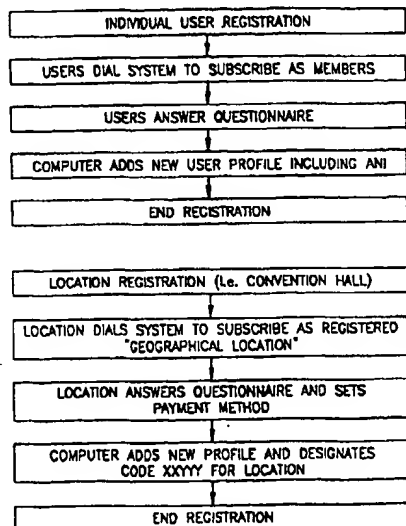 INDIVIDUAL USER REGISTRATION
USERS DIAL SYSTEM TO SUBSCRIBE AS MEMBERS
USERS ANSWER QUESTIONNAIRE
COMPUTER ADDS NEW USER PROFILE INCLUDING ANI
END REGISTRATION
LOCATION REGISTRATION (i.e. CONVENTION HALL)
LOCATION DIALS SYSTEM TO SUBSCRIBE AS REGISTERED
"GEOGRAPHICAL LOCATION"
LOCATION ANSWERS QUESTIONNAIRE AND SETS
PAYMENT METHOD
COMPUTER ADDS NEW PROFILE AND DESIGNATES
CODE XXYYY FOR LOCATION
END REGISTRATION